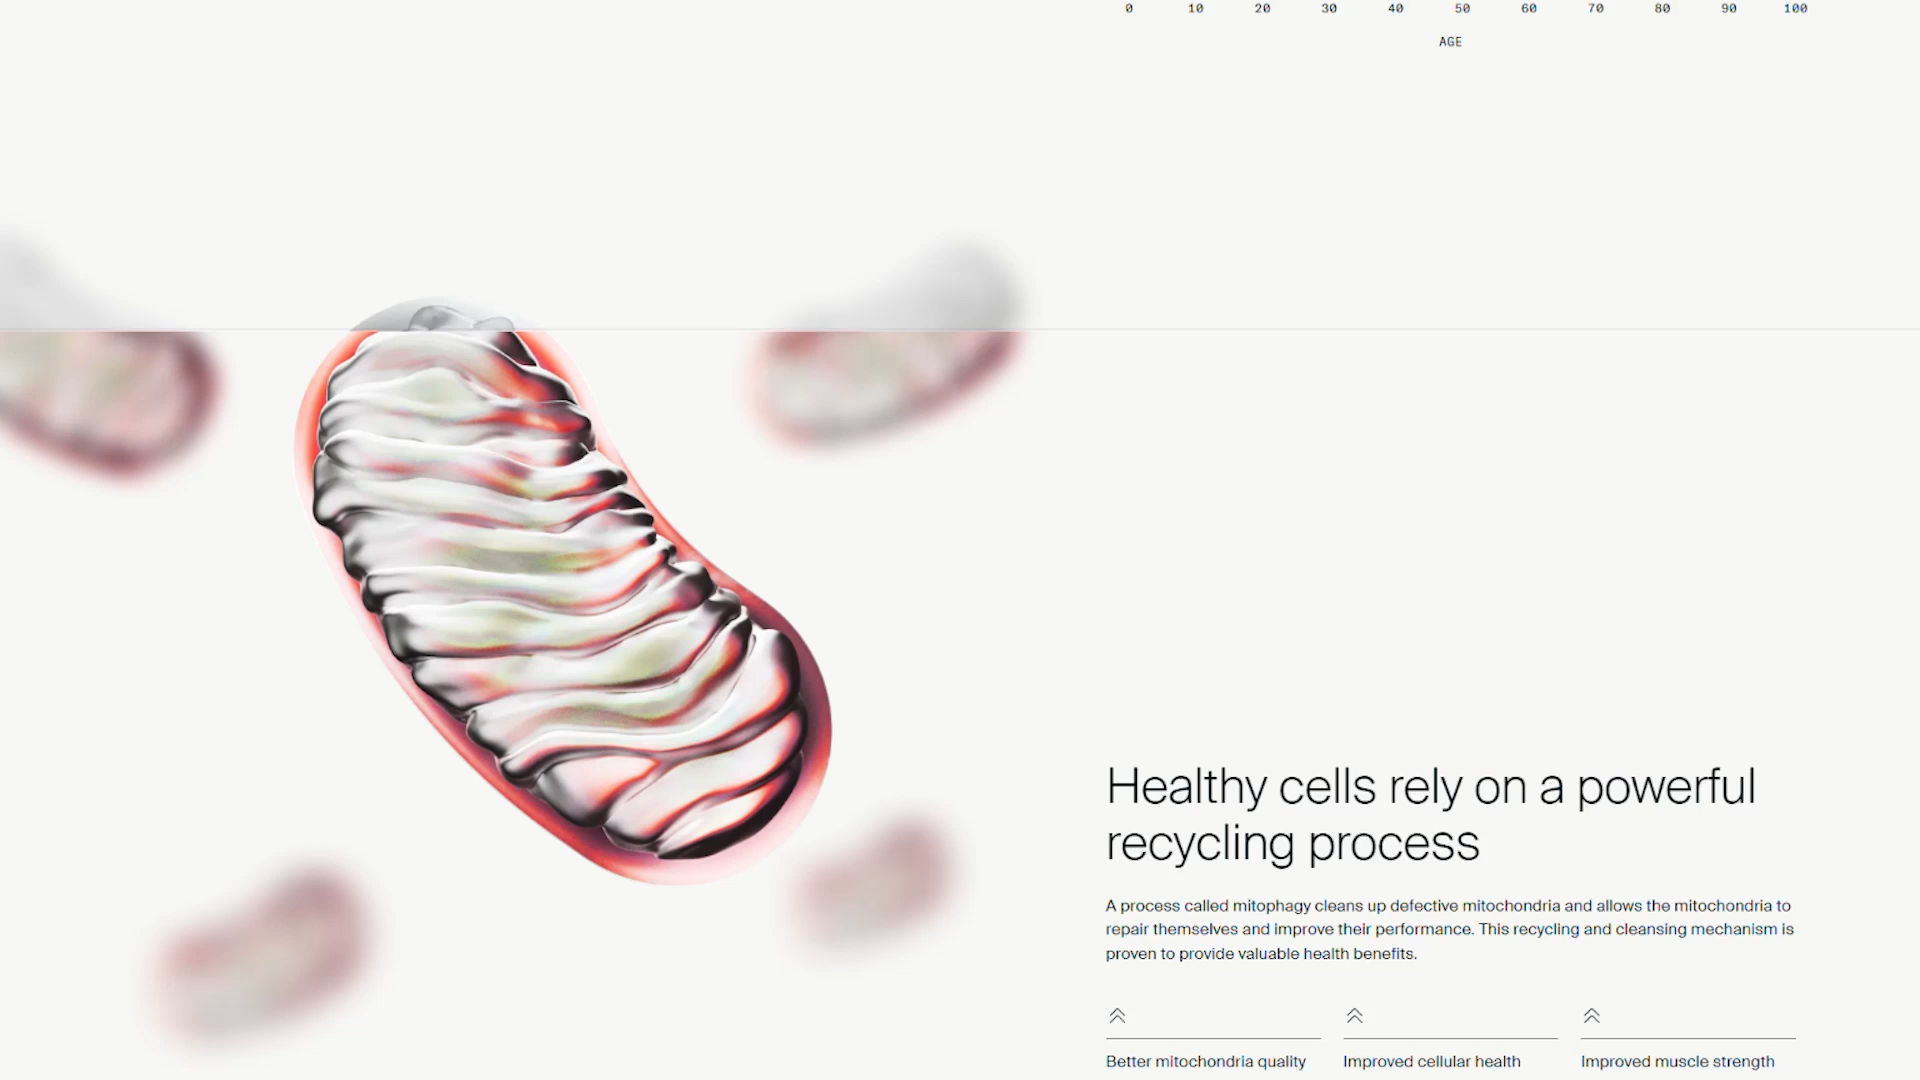 0 10 20 30 40 50 60 70 80 90 100
AGE
Healthy cells rely on a powerful
recycling process
A process called mitophagy cleans up defective mitochondria and allows the mitochondria to
repair themselves and improve their performance. This recycling and cleansing mechanism is
proven to provide valuable health benefits.
Better mitochondria quality
Improved cellular health
Improved muscle strength